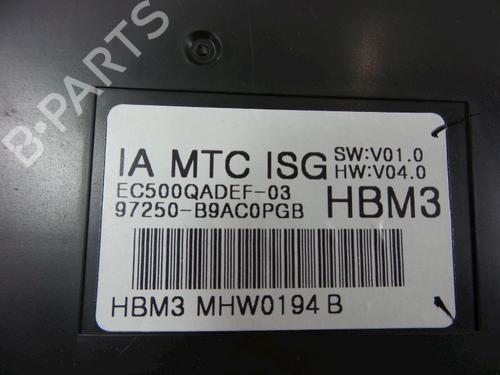 B-PARTS
IA MTC ISG SW:V01.0
HW:V04.0
EC500QADEF-03
97250-B9AC0PGB HBM3
HBM3 MHW0194 B